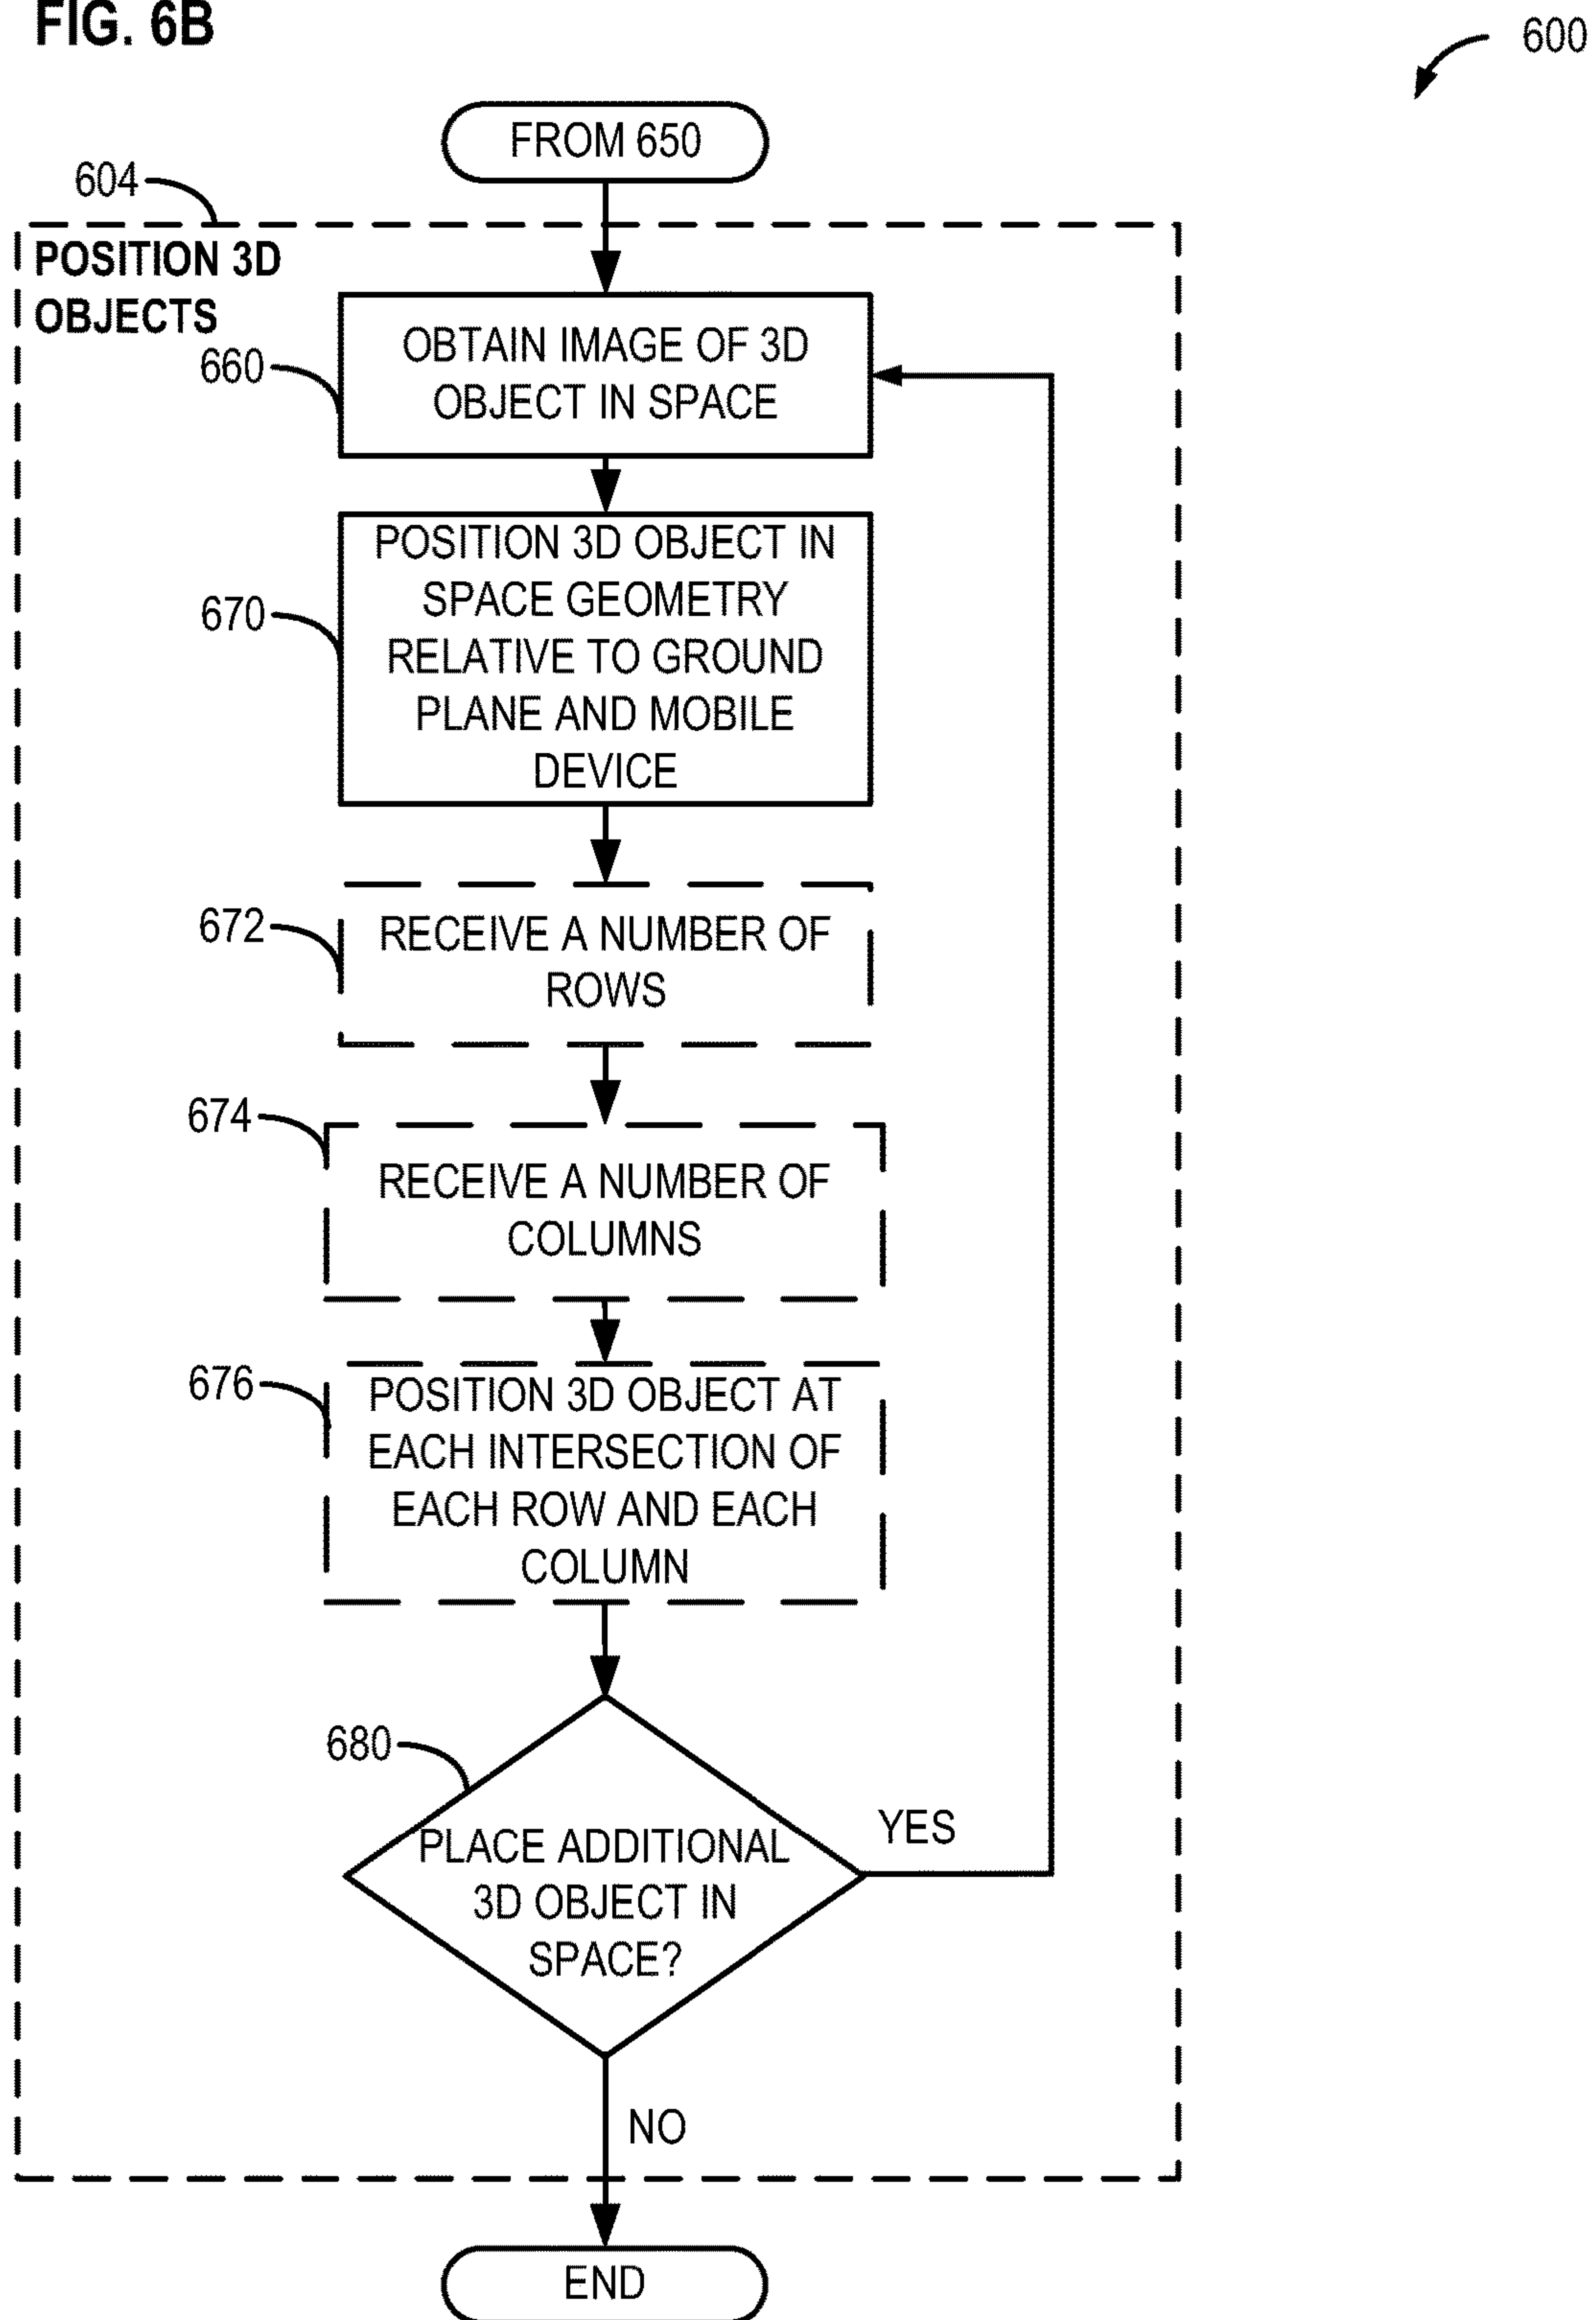 FIG. 6B
600
FROM 650
604
POSITION 3D
OBJECTS
660
OBTAIN IMAGE OF 3D
OBJECT IN SPACE
670
POSITION 3D OBJECT IN
SPACE GEOMETRY
RELATIVE TO GROUND
PLANE AND MOBILE
DEVICE
672
RECEIVE A NUMBER OF
ROWS
674
RECEIVE A NUMBER OF
COLUMNS
676
POSITION 3D OBJECT AT
EACH INTERSECTION OF
EACH ROW AND EACH
COLUMN
680
PLACE ADDITIONAL
3D OBJECT IN
SPACE?
YES
NO
END